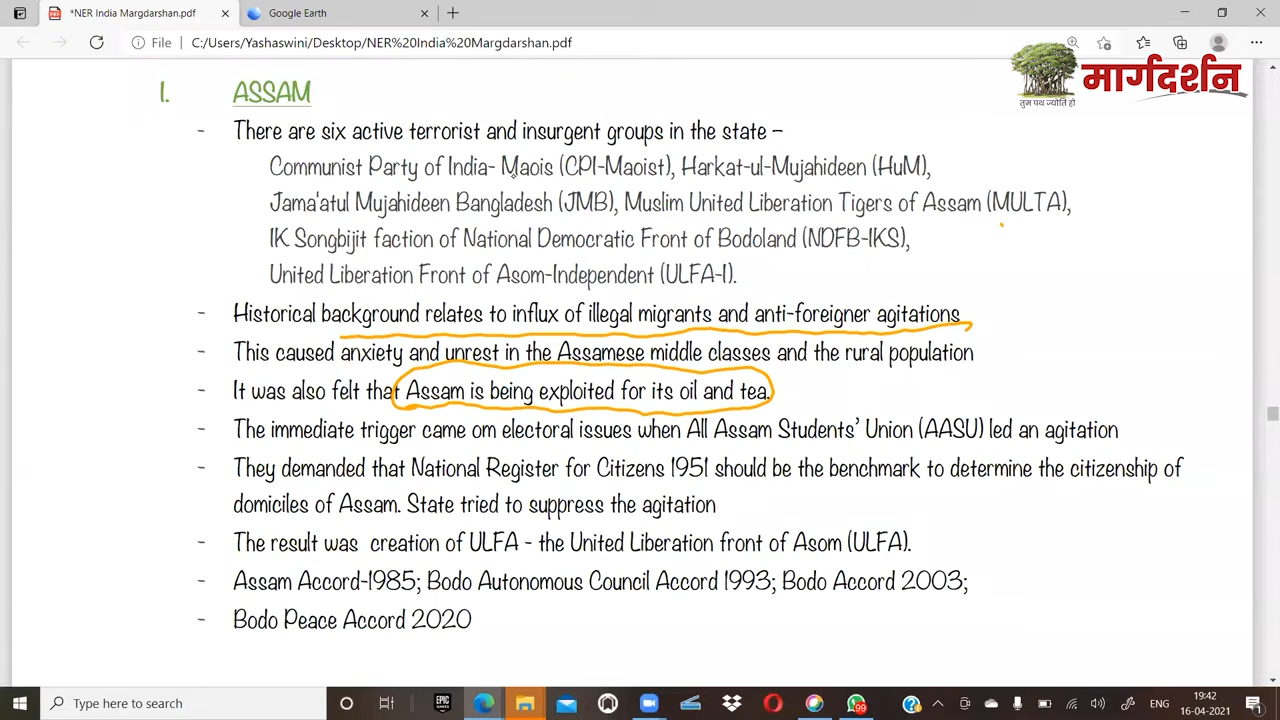 *NER India Margdarshan.pdf
Google Earth
File C:/Users/Yashaswini/Desktop/NER%20India%20Margdarshan.pdf
मार्गदर्शन
तुम पथ ज्योति हो
I. ASSAM
- There are six active terrorist and insurgent groups in the state –
Communist Party of India- Maois (CPI-Maoist), Harkat-ul-Mujahideen (HuM),
Jama'atul Mujahideen Bangladesh (JMB), Muslim United Liberation Tigers of Assam (MULTA),
IK Songbijit faction of National Democratic Front of Bodoland (NDFB-IKS),
United Liberation Front of Asom-Independent (ULFA-I).
- Historical background relates to influx of illegal migrants and anti-foreigner agitations
- This caused anxiety and unrest in the Assamese middle classes and the rural population
- It was also felt that Assam is being exploited for its oil and tea.
- The immediate trigger came om electoral issues when All Assam Students’ Union (AASU) led an agitation
- They demanded that National Register for Citizens 1951 should be the benchmark to determine the citizenship of
domiciles of Assam. State tried to suppress the agitation
- The result was creation of ULFA - the United Liberation front of Asom (ULFA).
- Assam Accord-1985; Bodo Autonomous Council Accord 1993; Bodo Accord 2003;
- Bodo Peace Accord 2020
Type here to search
EPIC GAMES
99
ENG
19:42
16-04-2021
1